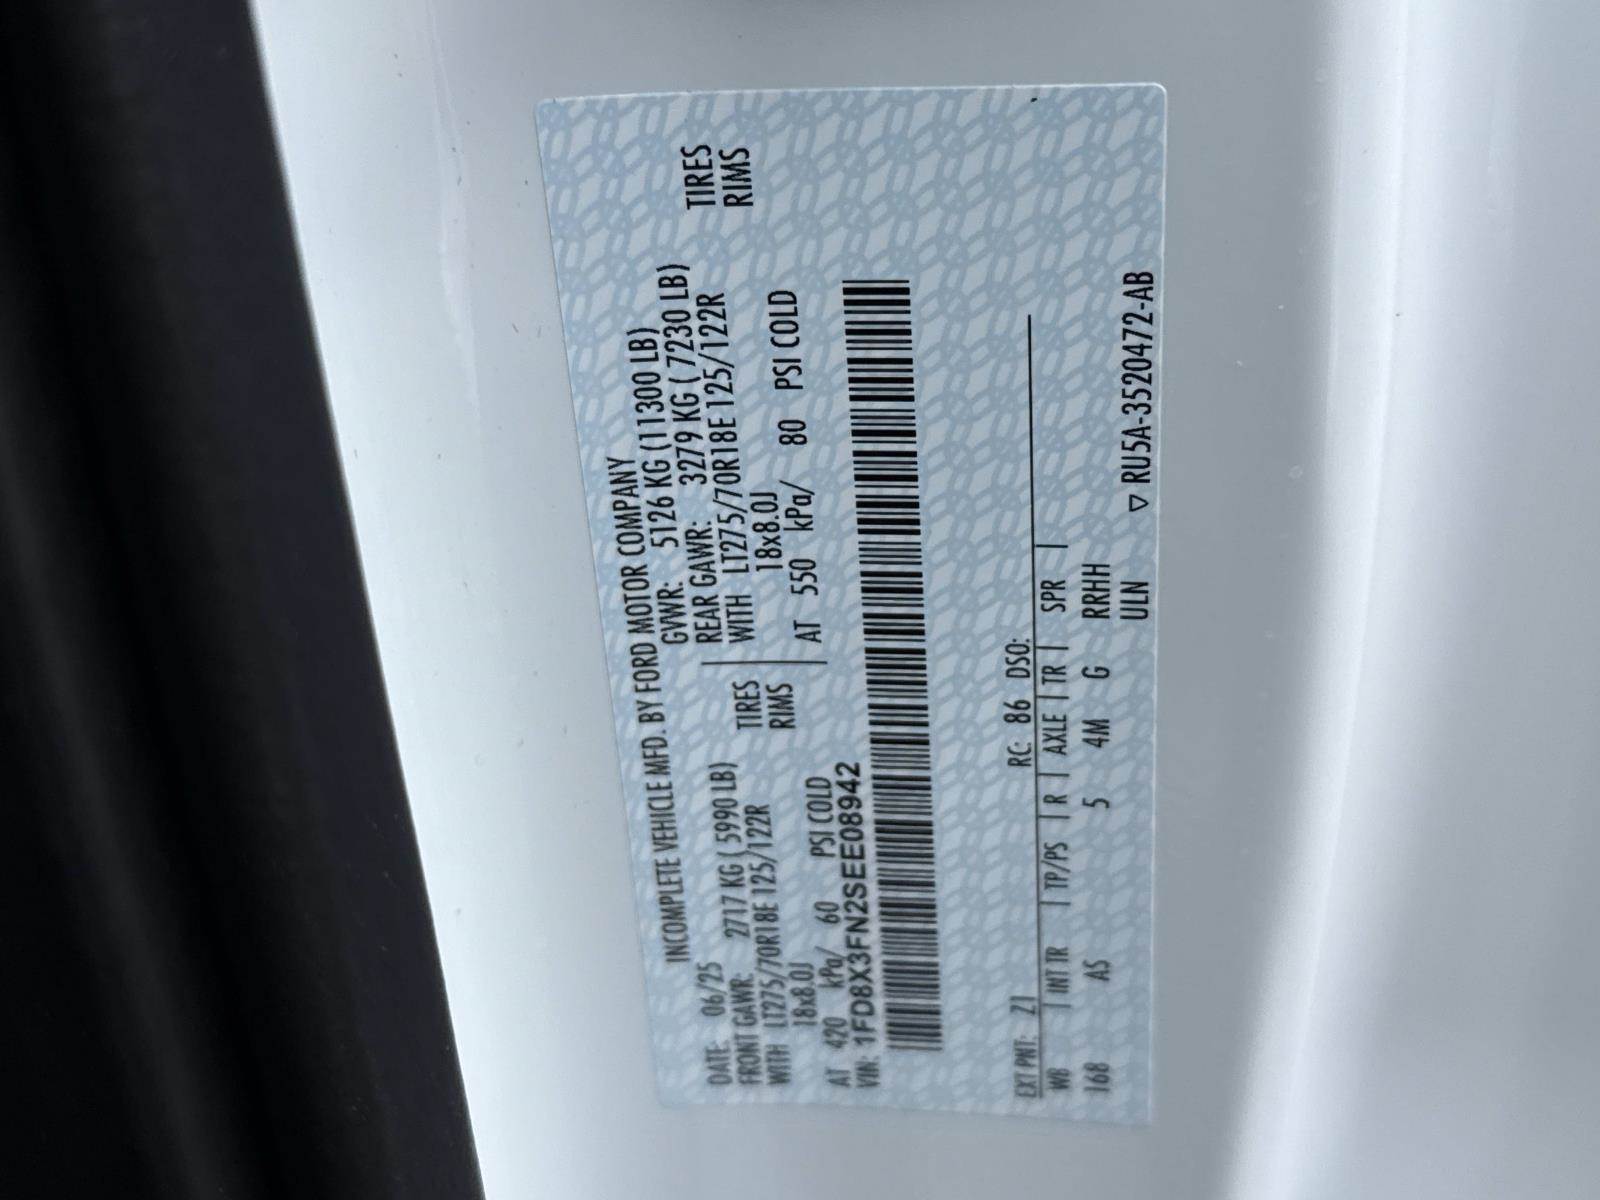 INCOMPLETE VEHICLE MFD. BY FORD MOTOR COMPANY
DATE: 06/25 GVWR: 5126 KG (11300 LB)
FRONT GAWR: 2717 KG (5990 LB) REAR GAWR: 3279 KG (7230 LB)
WITH LT275/70R18E 125/122R TIRES WITH LT275/70R18E 125/122R TIRES
18x8.0J RIMS 18x8.0J RIMS
AT 420 kPa/ 60 PSI COLD AT 550 kPa/ 80 PSI COLD
VIN: 1FD8X3FN2SEE08942
EXT PNT: Z1 RC: 86 DSO:
WB | INT TR | TP/PS | R | AXLE | TR | SPR |
168 AS 5 4M G RRHH
ULN ▽ RU5A-3520472-AB